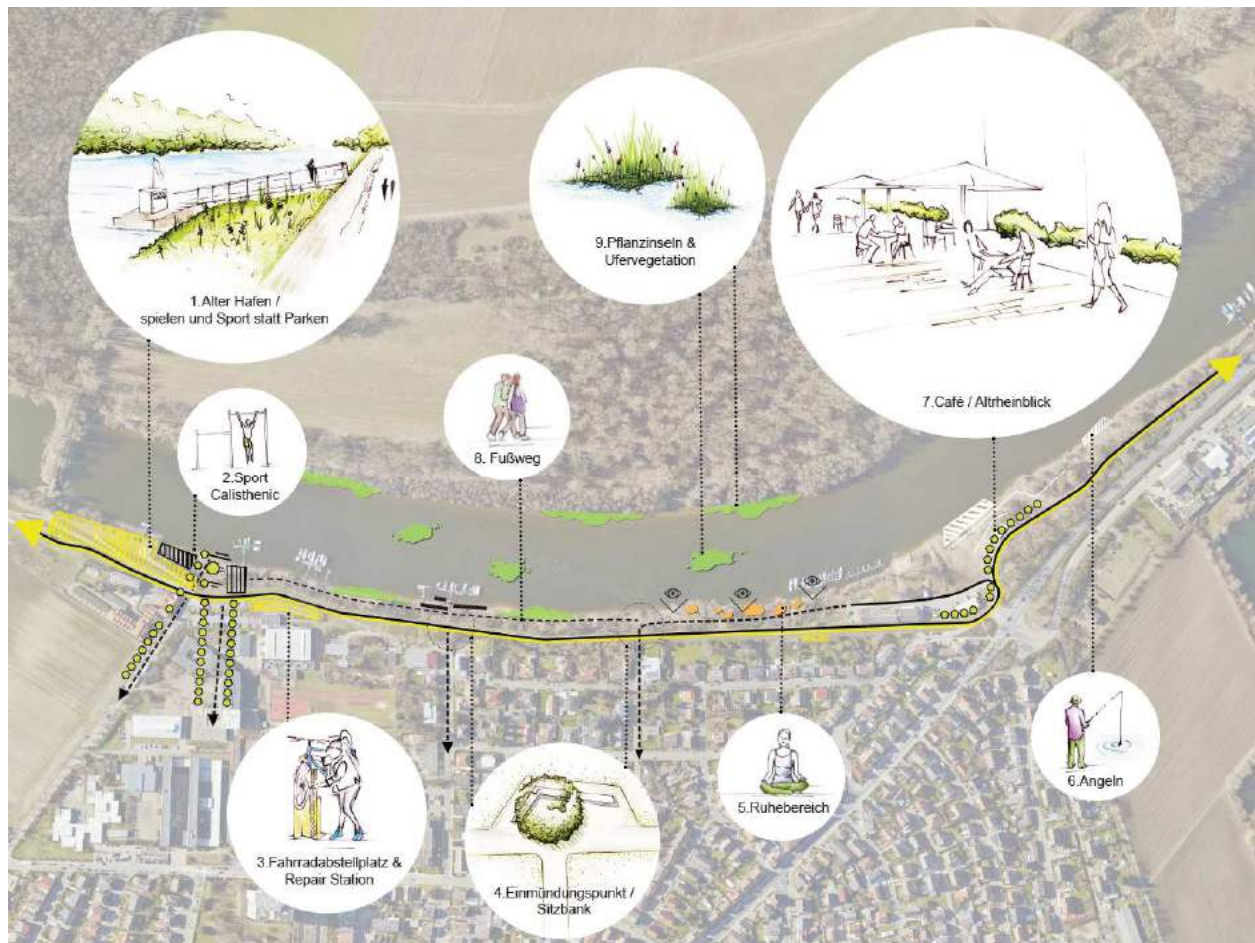 1.Alter Hafen /
spielen und Sport statt Parken
2.Sport
Calisthenic
3.Fahrradabstellplatz &
Repair Station
4.Einmündungspunkt /
Sitzbank
5.Ruhebereich
6.Angeln
7.Café / Altrheinblick
8. Fußweg
9.Pflanzinseln &
Ufervegetation